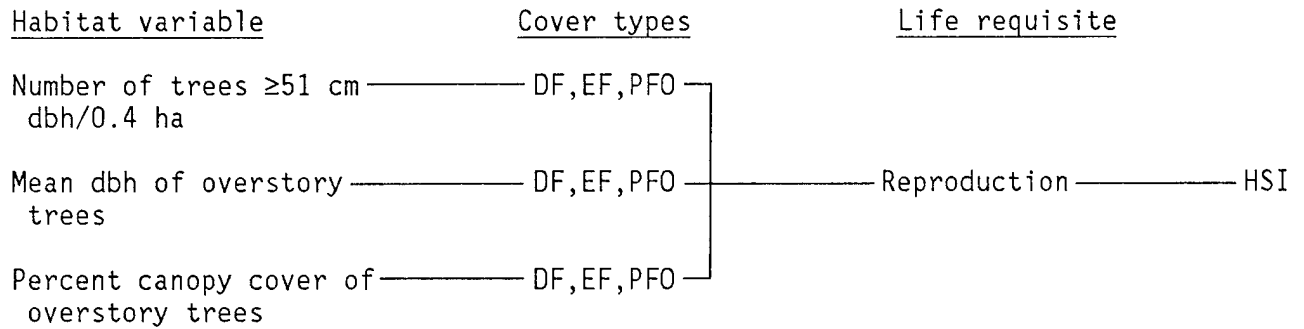 Habitat variable Cover types Life requisite
Number of trees ≥51 cm DF,EF,PFO
dbh/0.4 ha
Mean dbh of overstory DF,EF,PFO Reproduction HSI
trees
Percent canopy cover of DF,EF,PFO
overstory trees